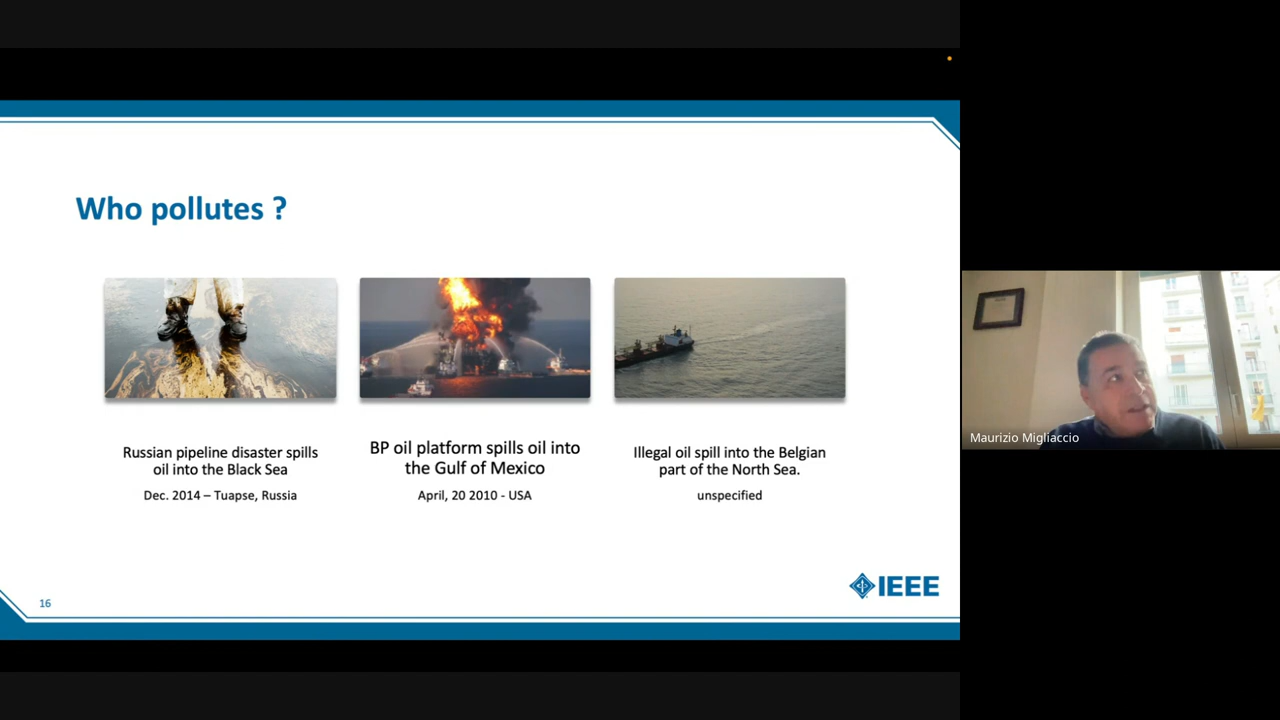 Who pollutes ?
Russian pipeline disaster spills
oil into the Black Sea
Dec. 2014 – Tuapse, Russia
BP oil platform spills oil into
the Gulf of Mexico
April, 20 2010 - USA
Illegal oil spill into the Belgian
part of the North Sea.
unspecified
16
IEEE
Maurizio Migliaccio